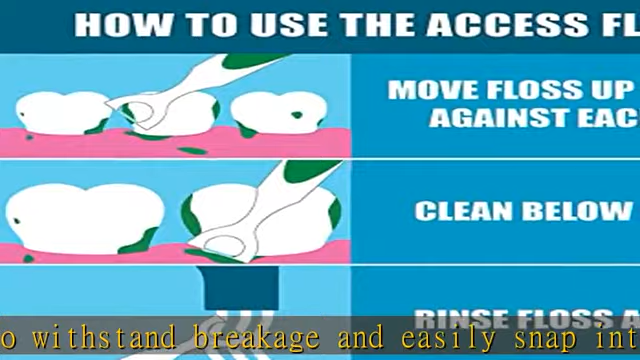 HOW TO USE THE ACCESS FL
MOVE FLOSS UP
AGAINST EAC
CLEAN BELOW
RINSE FLOSS A
o withstand breakage and easily snap int